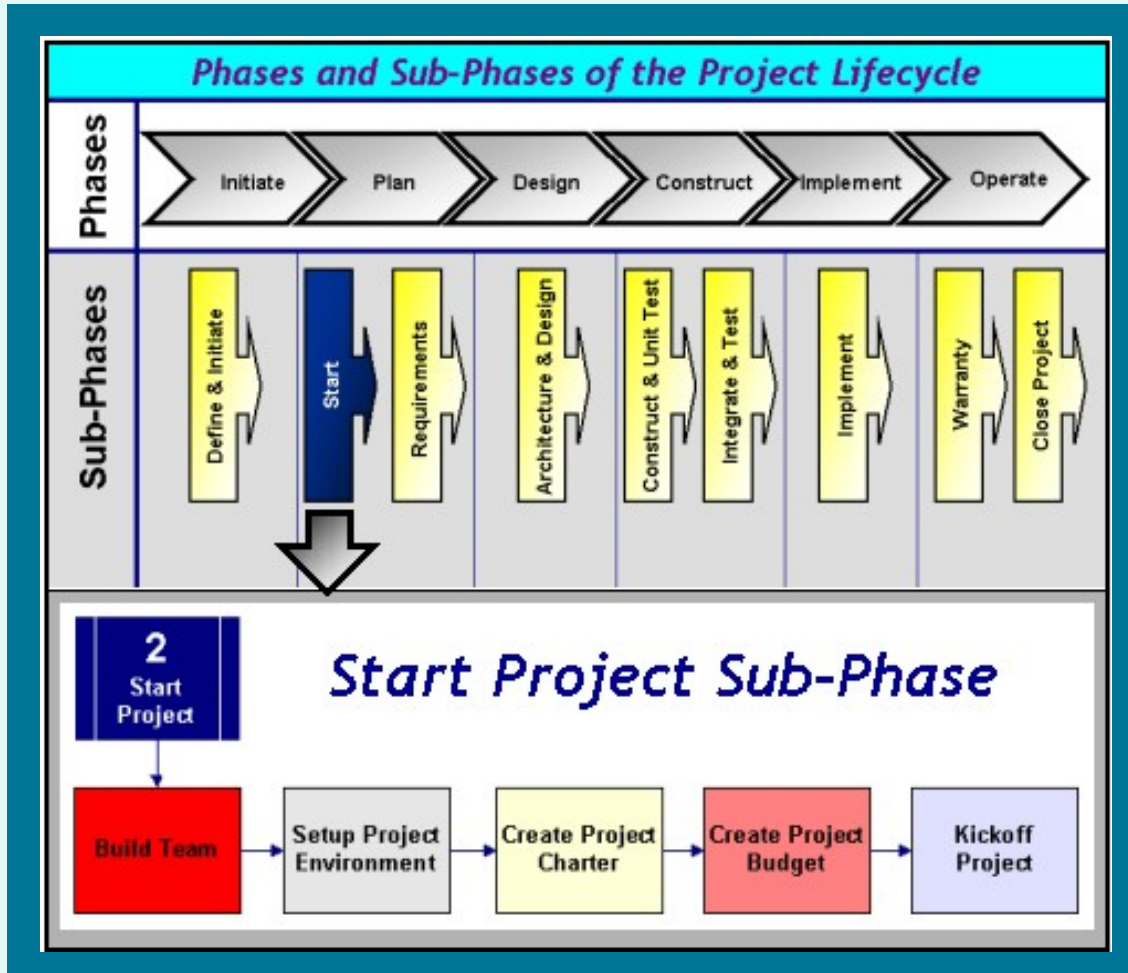 Phases and Sub-Phases of the Project Lifecycle
Phases
Initiate
Plan
Design
Construct
Implement
Operate
Sub-Phases
Define & Initiate
Start
Requirements
Architecture & Design
Construct & Unit Test
Integrate & Test
Implement
Warranty
Close Project
2
Start
Project
Start Project Sub-Phase
Build Team
Setup Project
Environment
Create Project
Charter
Create Project
Budget
Kickoff
Project